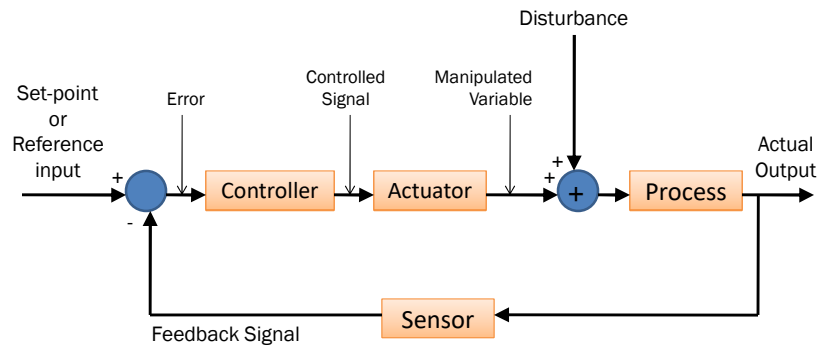 Disturbance
Set-point
or
Reference
input
Error
Controlled
Signal
Manipulated
Variable
Actual
Output
+
-
Controller
Actuator
+
+
+
Process
Sensor
Feedback Signal